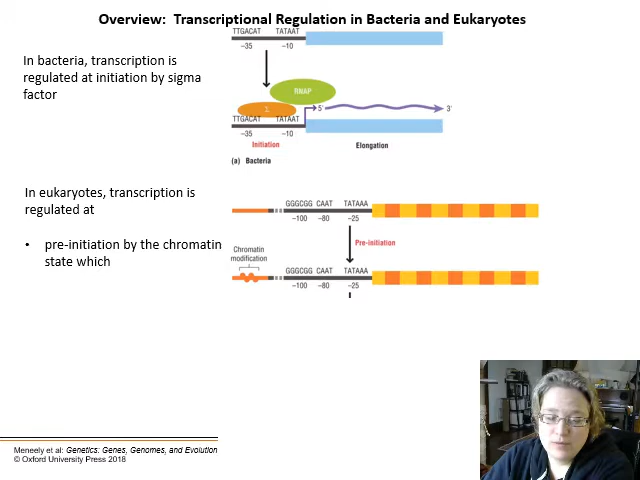 Overview:  Transcriptional Regulation in Bacteria and Eukaryotes
TTGACAT TATAAT
–35 –10
In bacteria, transcription is
regulated at initiation by sigma
factor
RNAP
Σ 5' 3'
TTGACAT TATAAT
–35 –10
Initiation Elongation
(a) Bacteria
In eukaryotes, transcription is
regulated at
GGGCGG CAAT TATAAA
–100 –80 –25
• pre-initiation by the chromatin
state which
Pre-initiation
Chromatin
modification
GGGCGG CAAT TATAAA
–100 –80 –25
Meneely et al: Genetics: Genes, Genomes, and Evolution
© Oxford University Press 2018